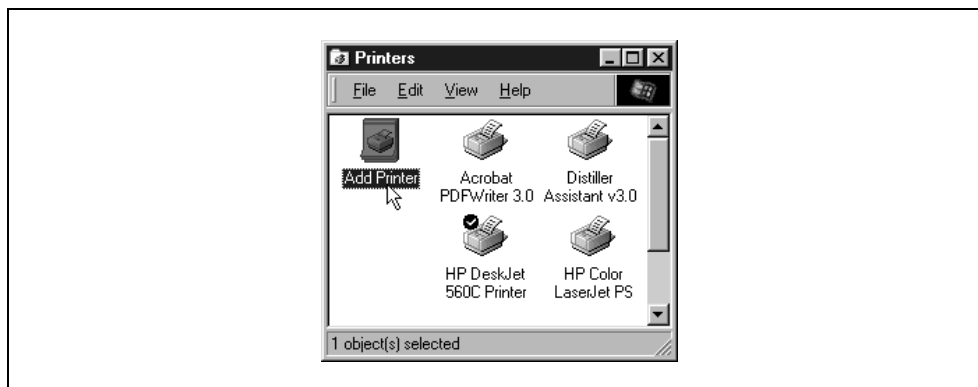 Printers
File Edit View Help
Add Printer
Acrobat
PDFWriter 3.0
Distiller
Assistant v3.0
HP DeskJet
560C Printer
HP Color
LaserJet PS
1 object(s) selected